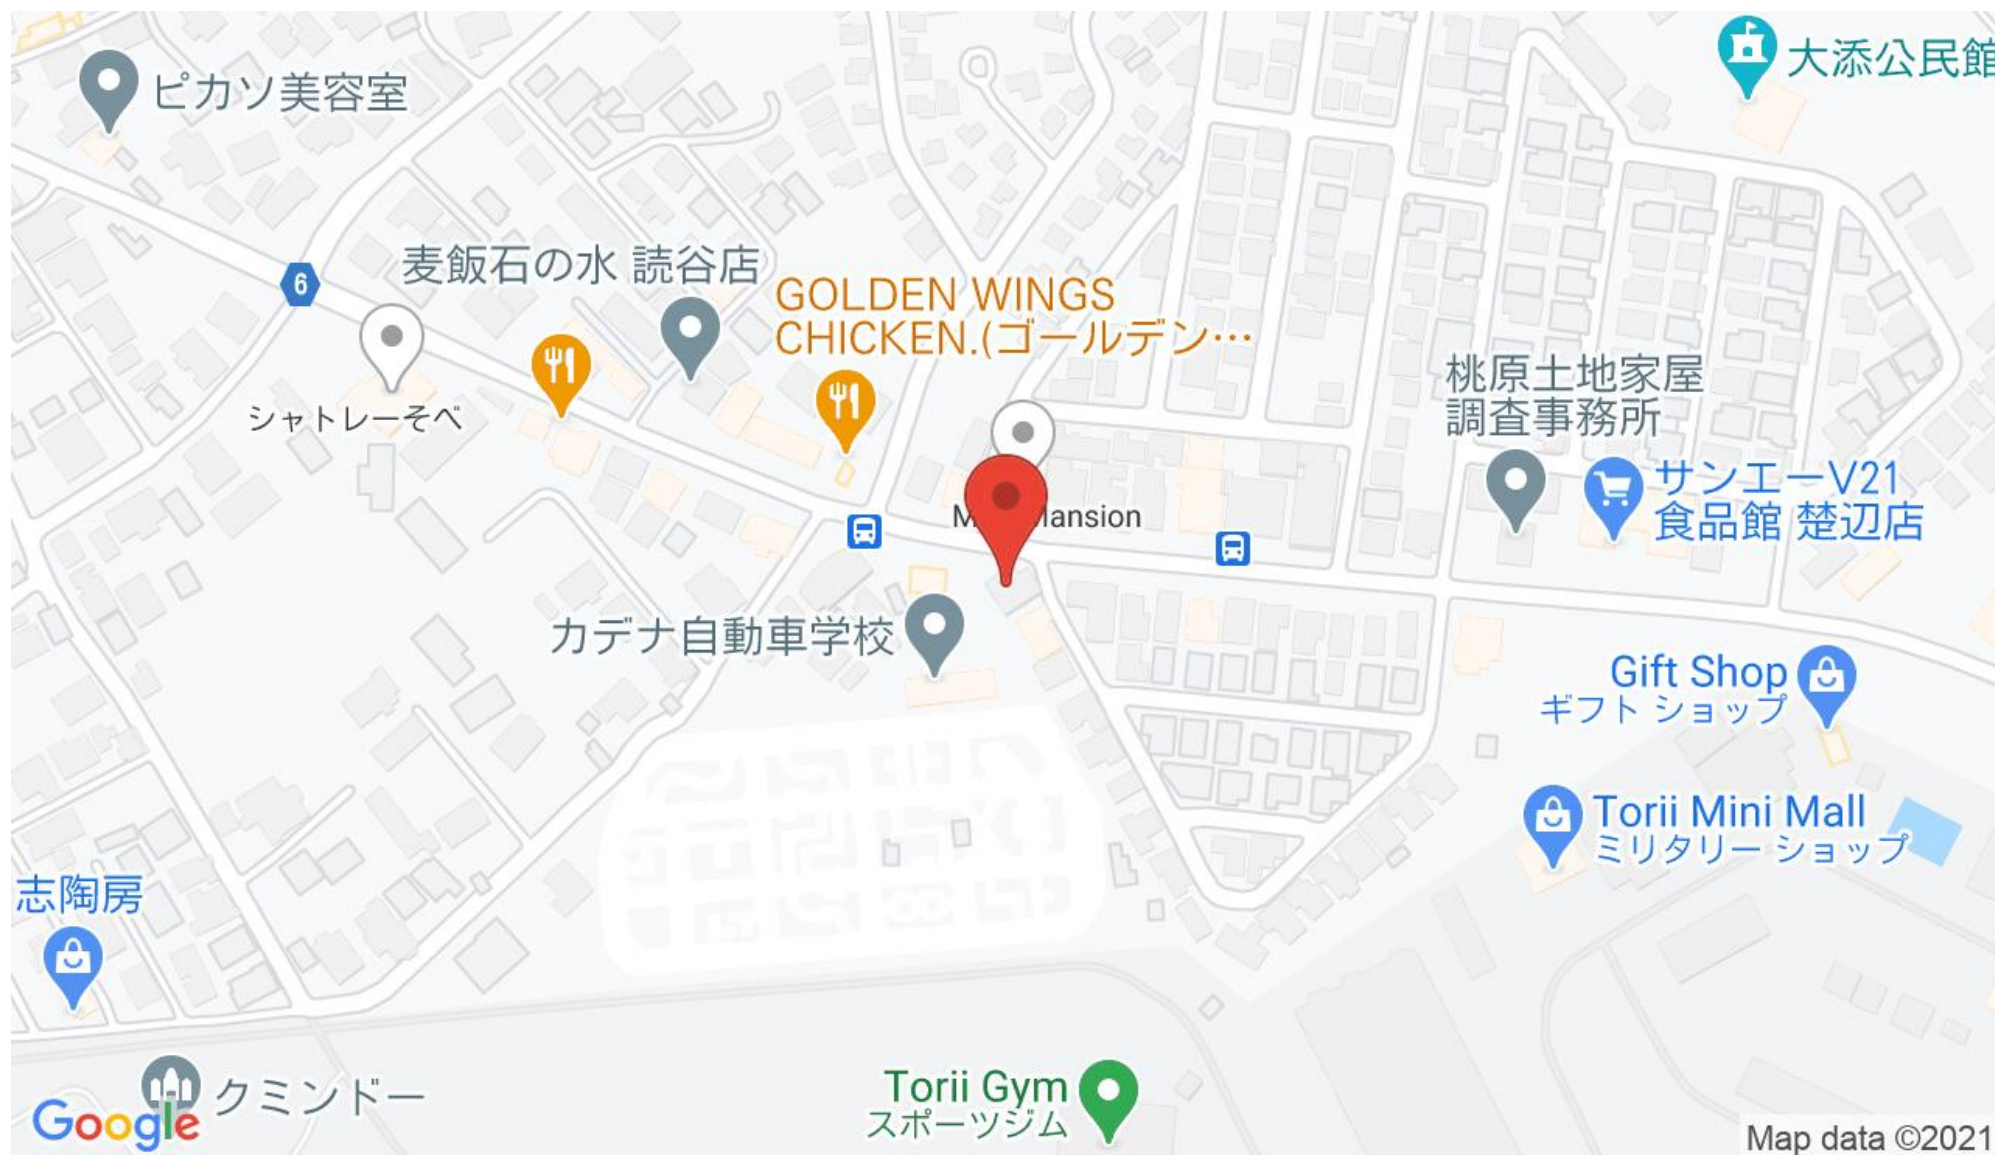 大添公民館
ピカソ美容室
麦飯石の水 読谷店
6
GOLDEN WINGS
CHICKEN.(ゴールデン…
シャトレーそべ
桃原土地家屋
調査事務所
サンエーV21
食品館 楚辺店
Mansion
カデナ自動車学校
Gift Shop
ギフト ショップ
Torii Mini Mall
ミリタリー ショップ
志陶房
クミンドー
Torii Gym
スポーツジム
Google
Map data ©2021